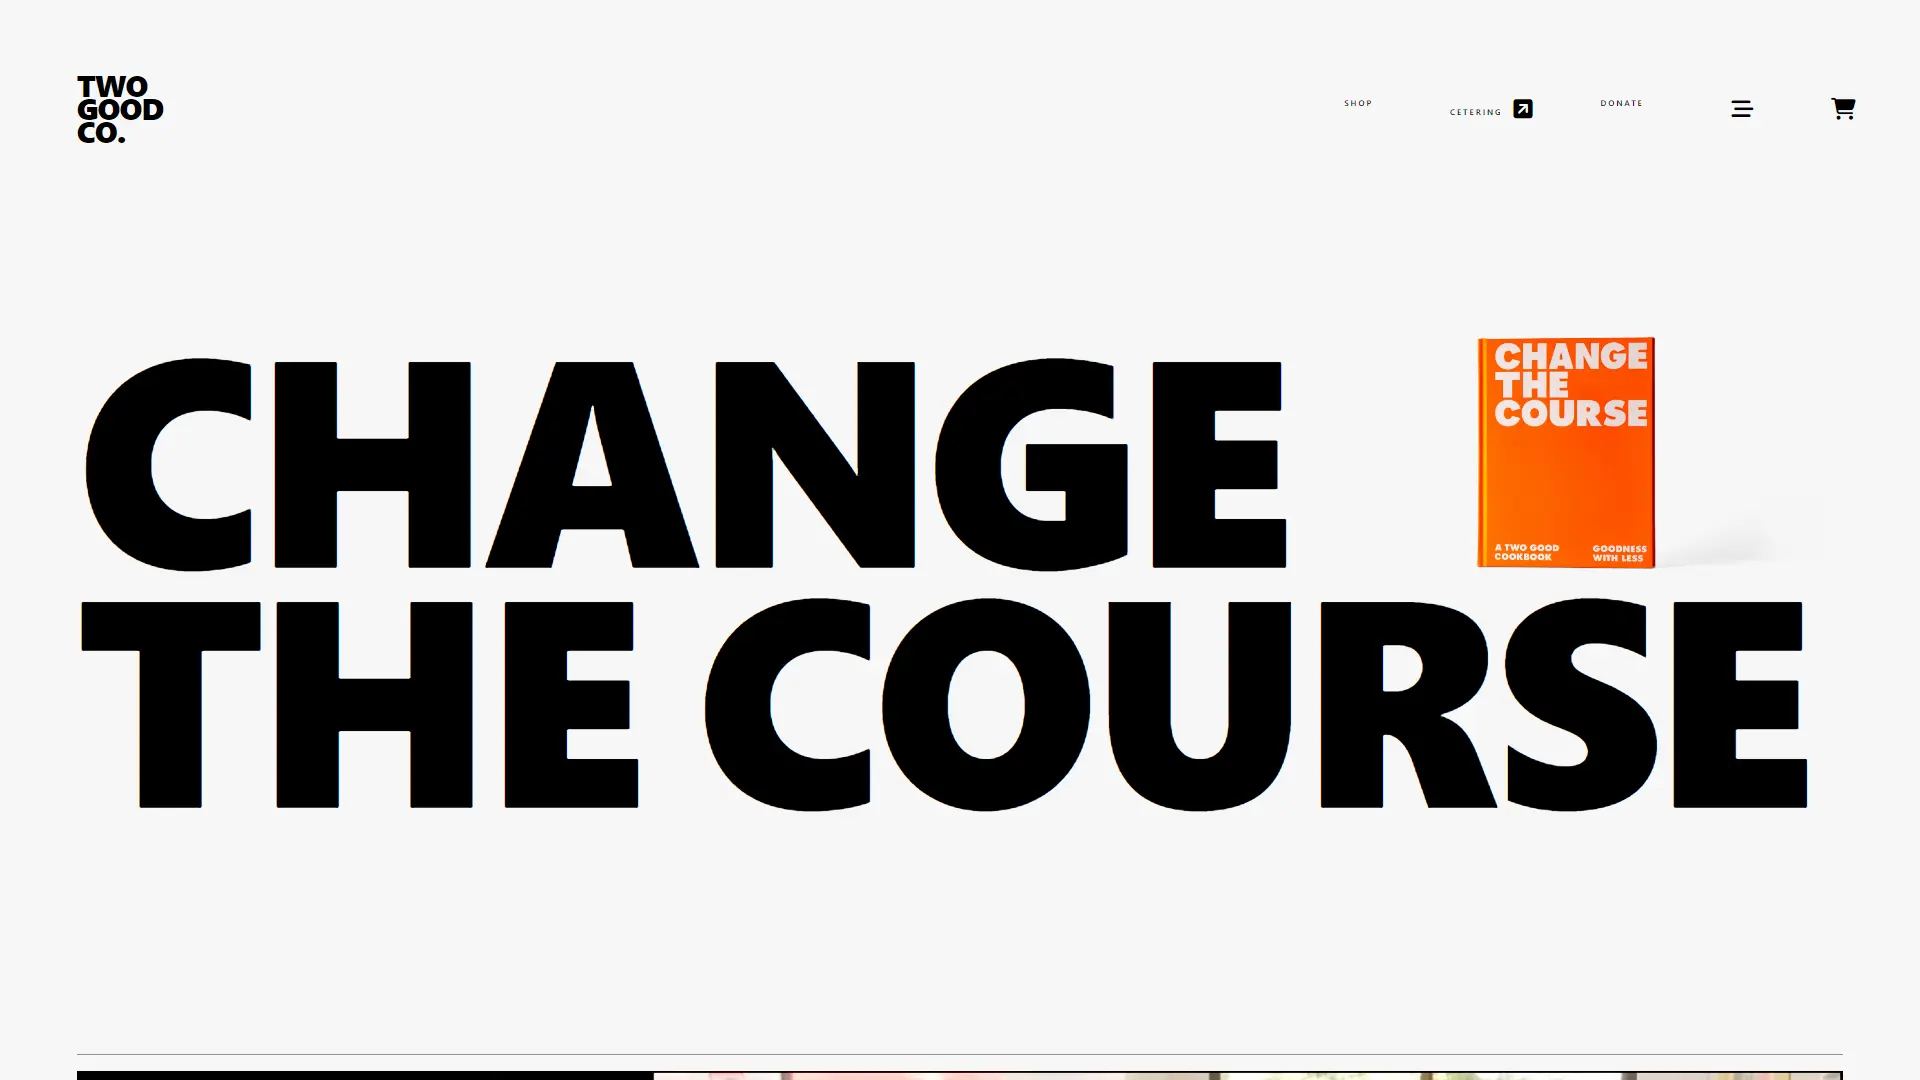 TWO
GOOD
CO.
SHOP
CETERING
DONATE
CHANGE
THE COURSE
CHANGE
THE
COURSE
A TWO GOOD
COOKBOOK
GOODNESS
WITH LESS